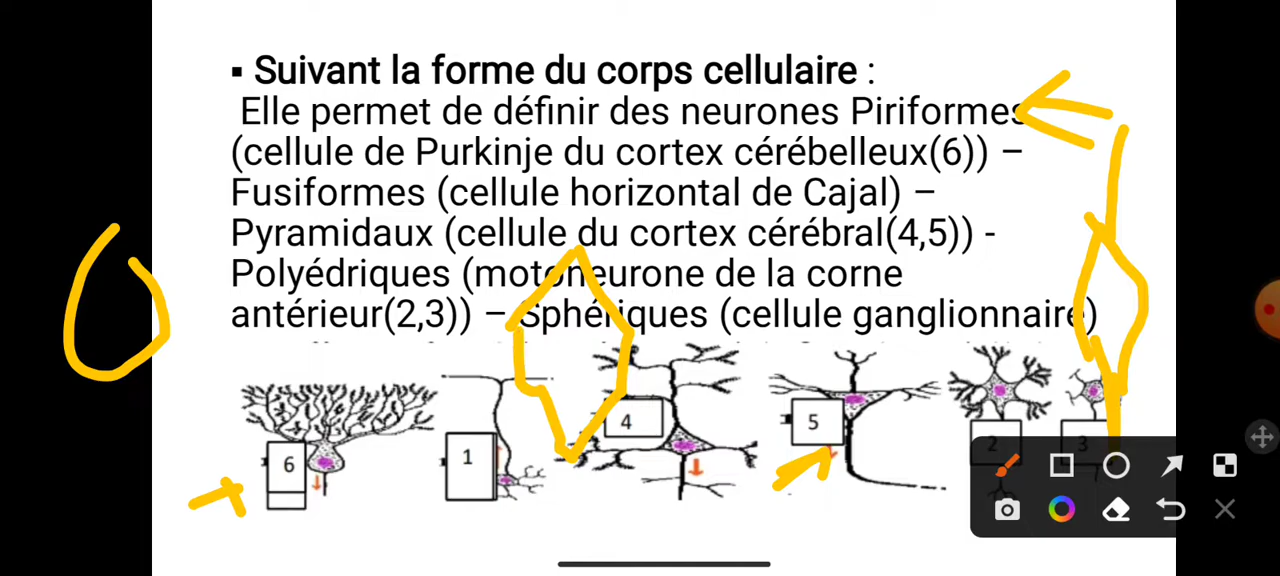 ▪ Suivant la forme du corps cellulaire :
Elle permet de définir des neurones Piriformes
(cellule de Purkinje du cortex cérébelleux(6)) –
Fusiformes (cellule horizontal de Cajal) –
Pyramidaux (cellule du cortex cérébral(4,5)) -
Polyédriques (motoneurone de la corne
antérieur(2,3)) – Sphériques (cellule ganglionnaire)
6 1 4 5 2 3